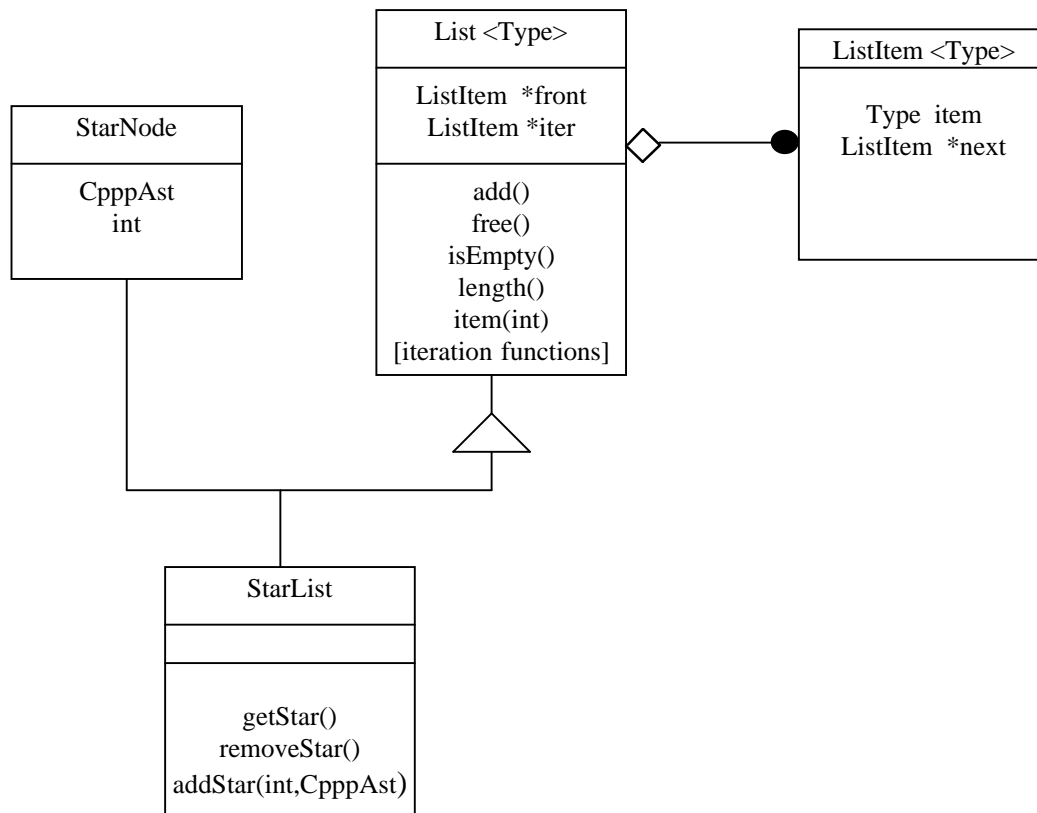 List <Type>
ListItem *front
ListItem *iter
add()
free()
isEmpty()
length()
item(int)
[iteration functions]
ListItem <Type>
Type item
ListItem *next
StarNode
CpppAst
int
StarList
getStar()
removeStar()
addStar(int,CpppAst)